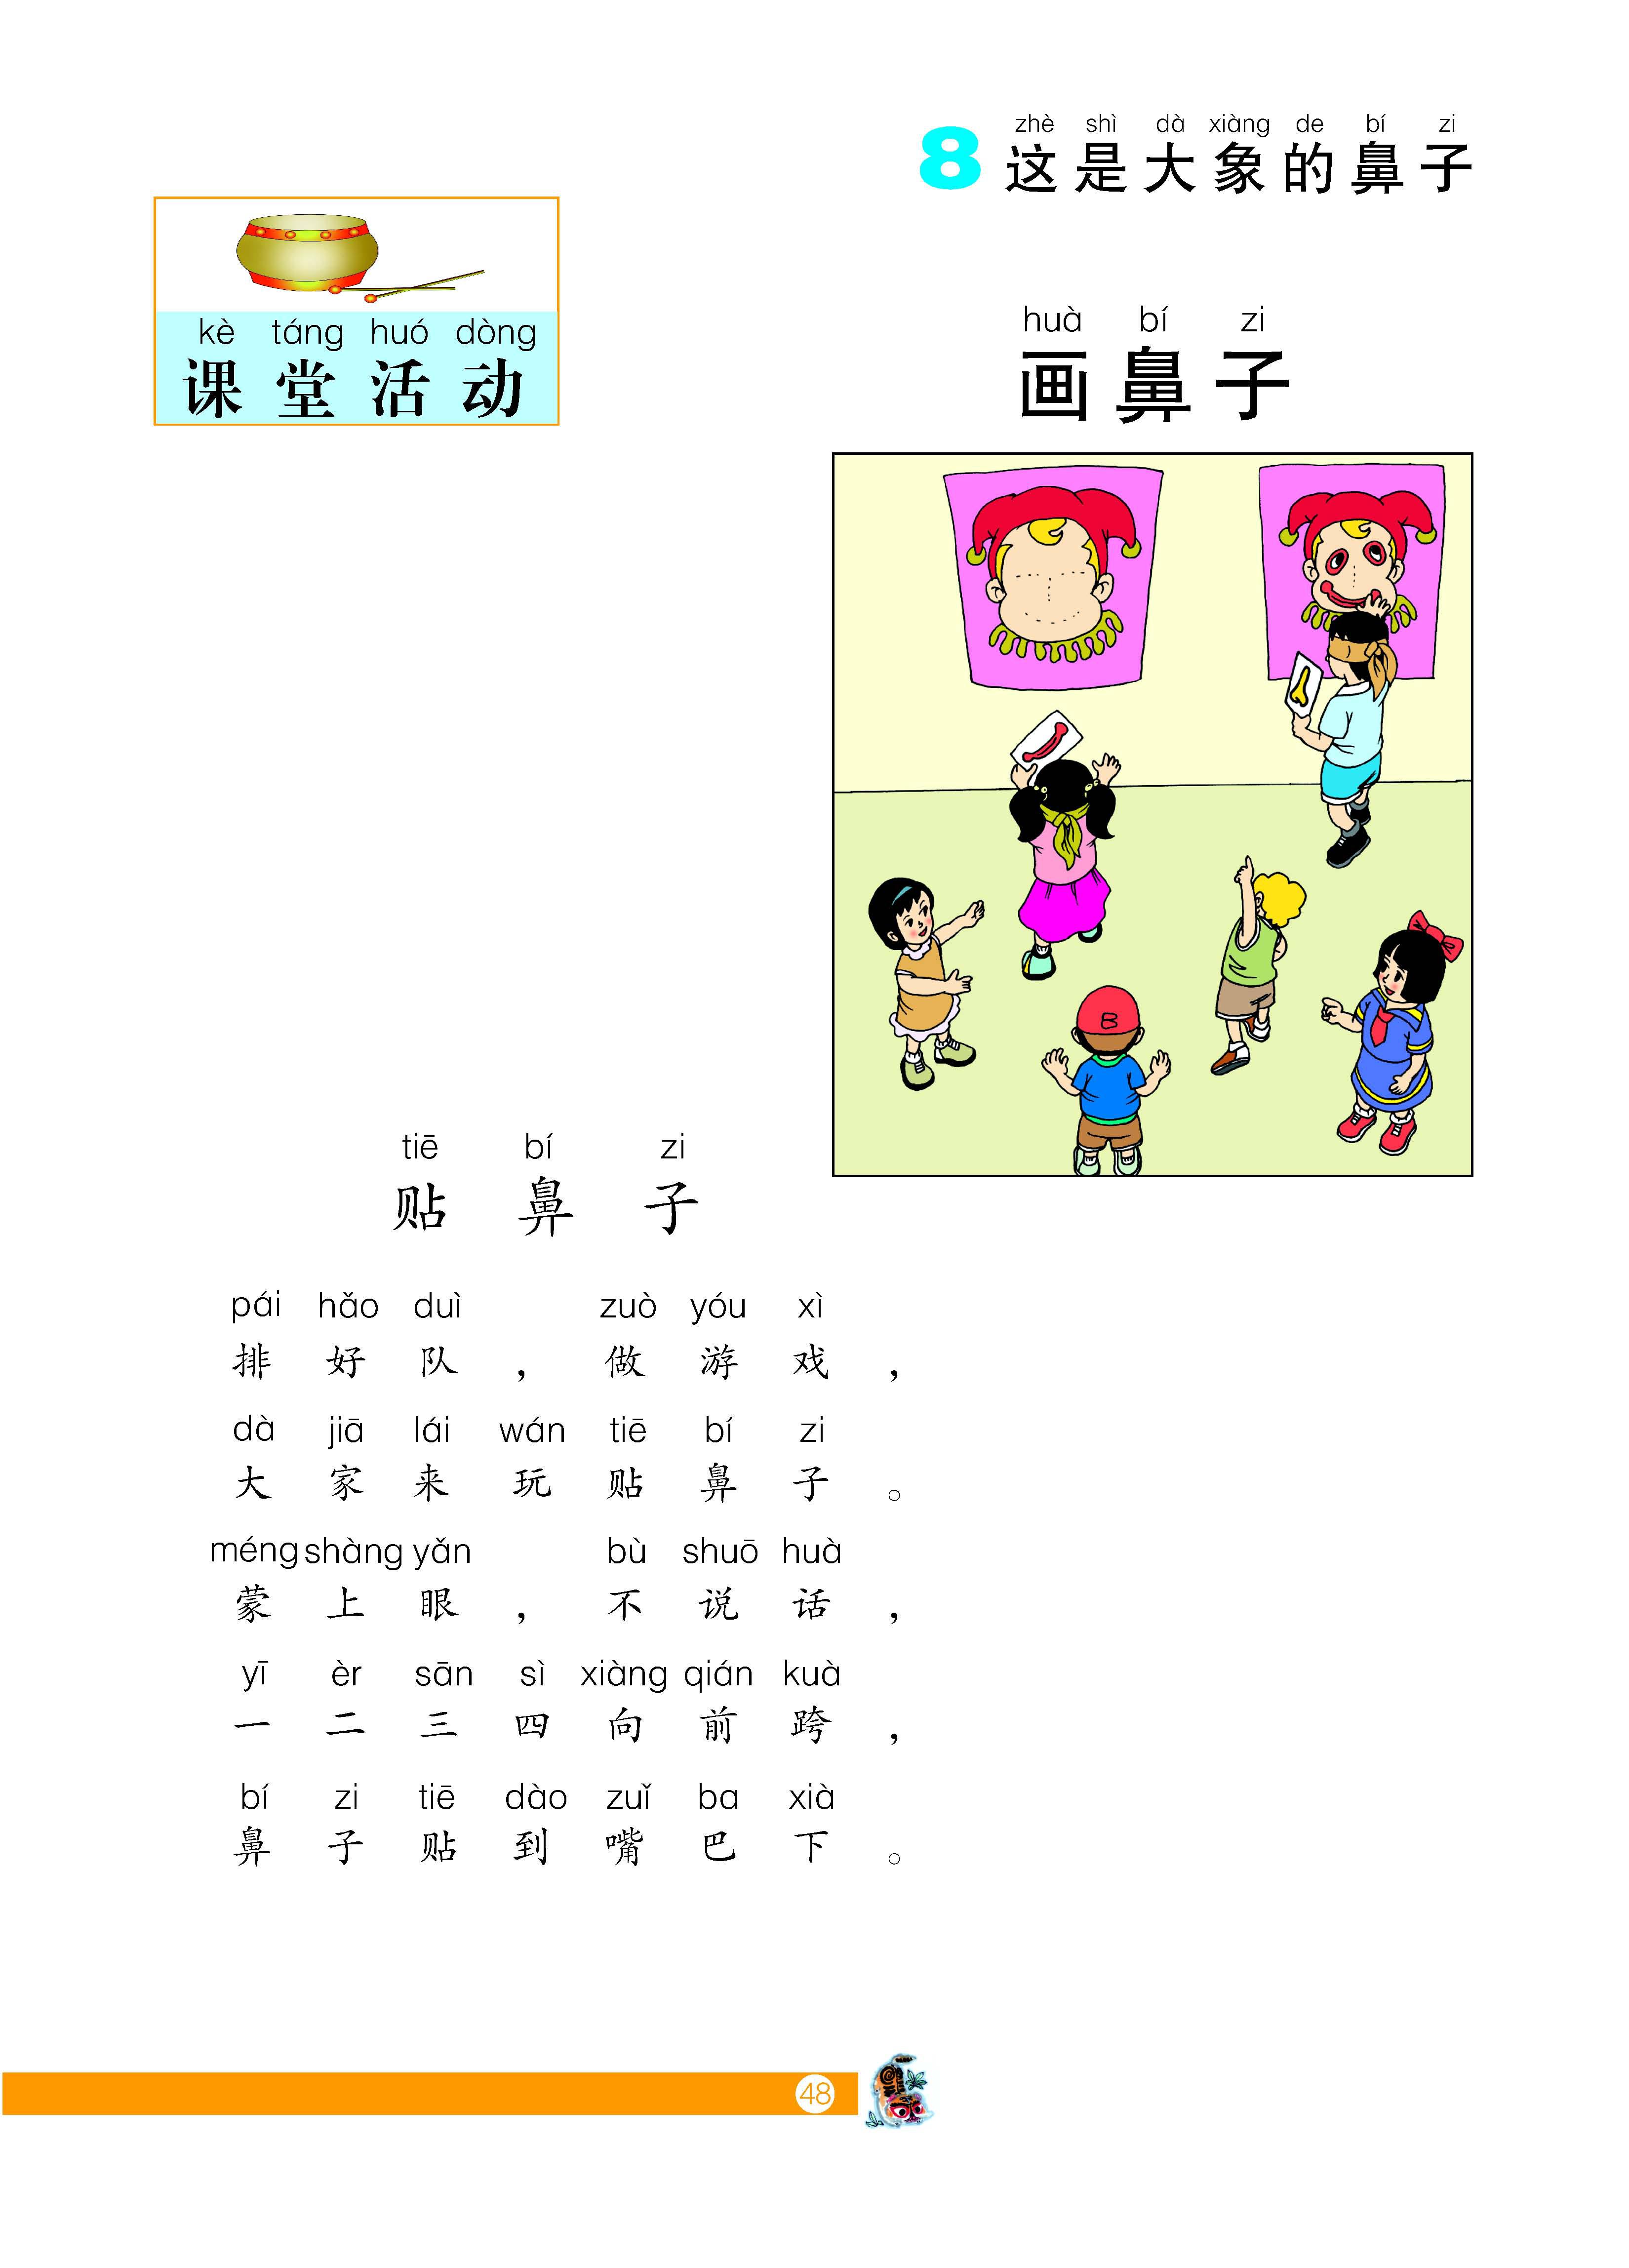 zhè shì dà xiàng de bí zi
8 这是大象的鼻子
kè táng huó dòng
课堂活动
huà bí zi
画鼻子
B
tiē bí zi
贴鼻子
pái hǎo duì zuò yóu xì
排好队，做游戏，
dà jiā lái wán tiē bí zi
大家来玩贴鼻子。
méng shàng yǎn bù shuō huà
蒙上眼，不说话，
yī èr sān sì xiàng qián kuà
一二三四向前跨，
bí zi tiē dào zuǐ ba xià
鼻子贴到嘴巴下。
48